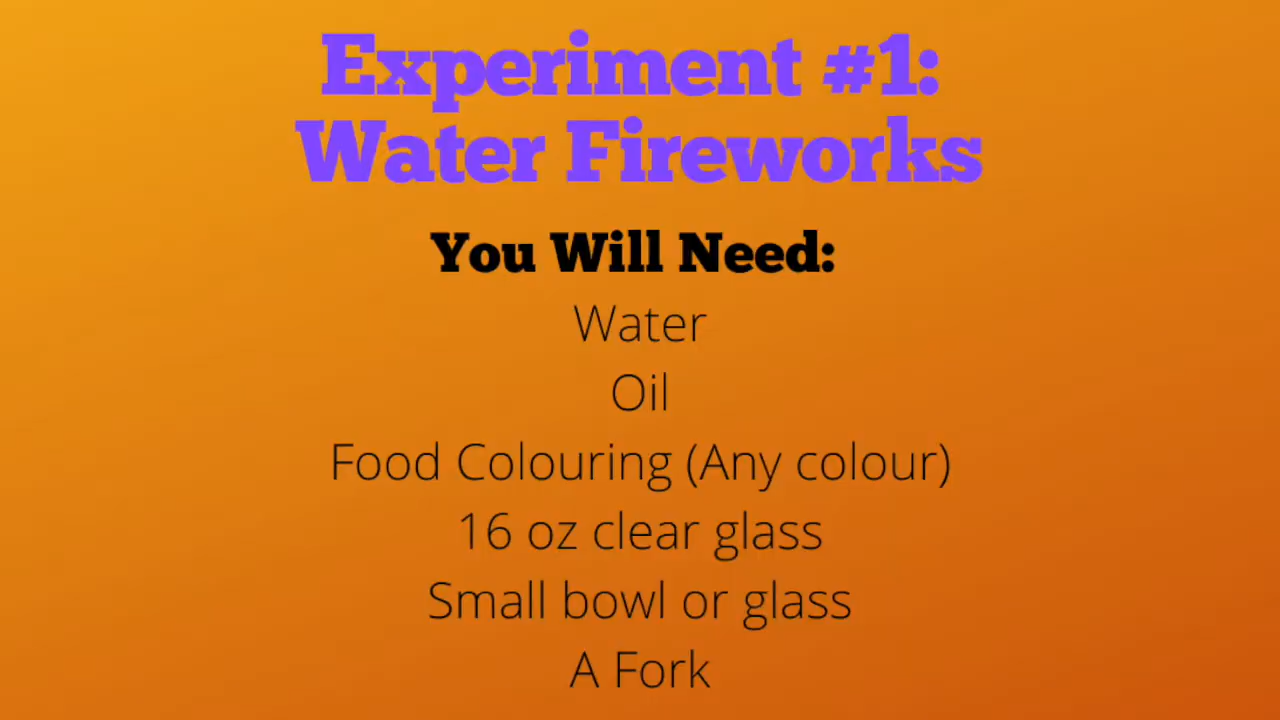 Experiment #1:
Water Fireworks
You Will Need:
Water
Oil
Food Colouring (Any colour)
16 oz clear glass
Small bowl or glass
A Fork